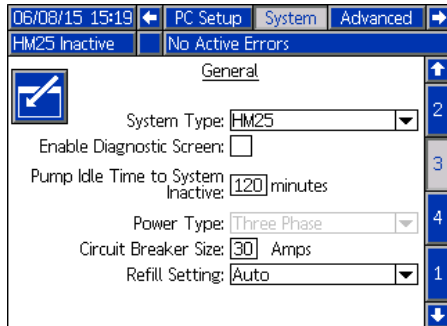 06/08/15 15:19 PC Setup System Advanced
HM25 Inactive No Active Errors
General
System Type: HM25
Enable Diagnostic Screen:
Pump Idle Time to System
Inactive: 120 minutes
Power Type: Three Phase
Circuit Breaker Size: 30 Amps
Refill Setting: Auto
2
3
4
1